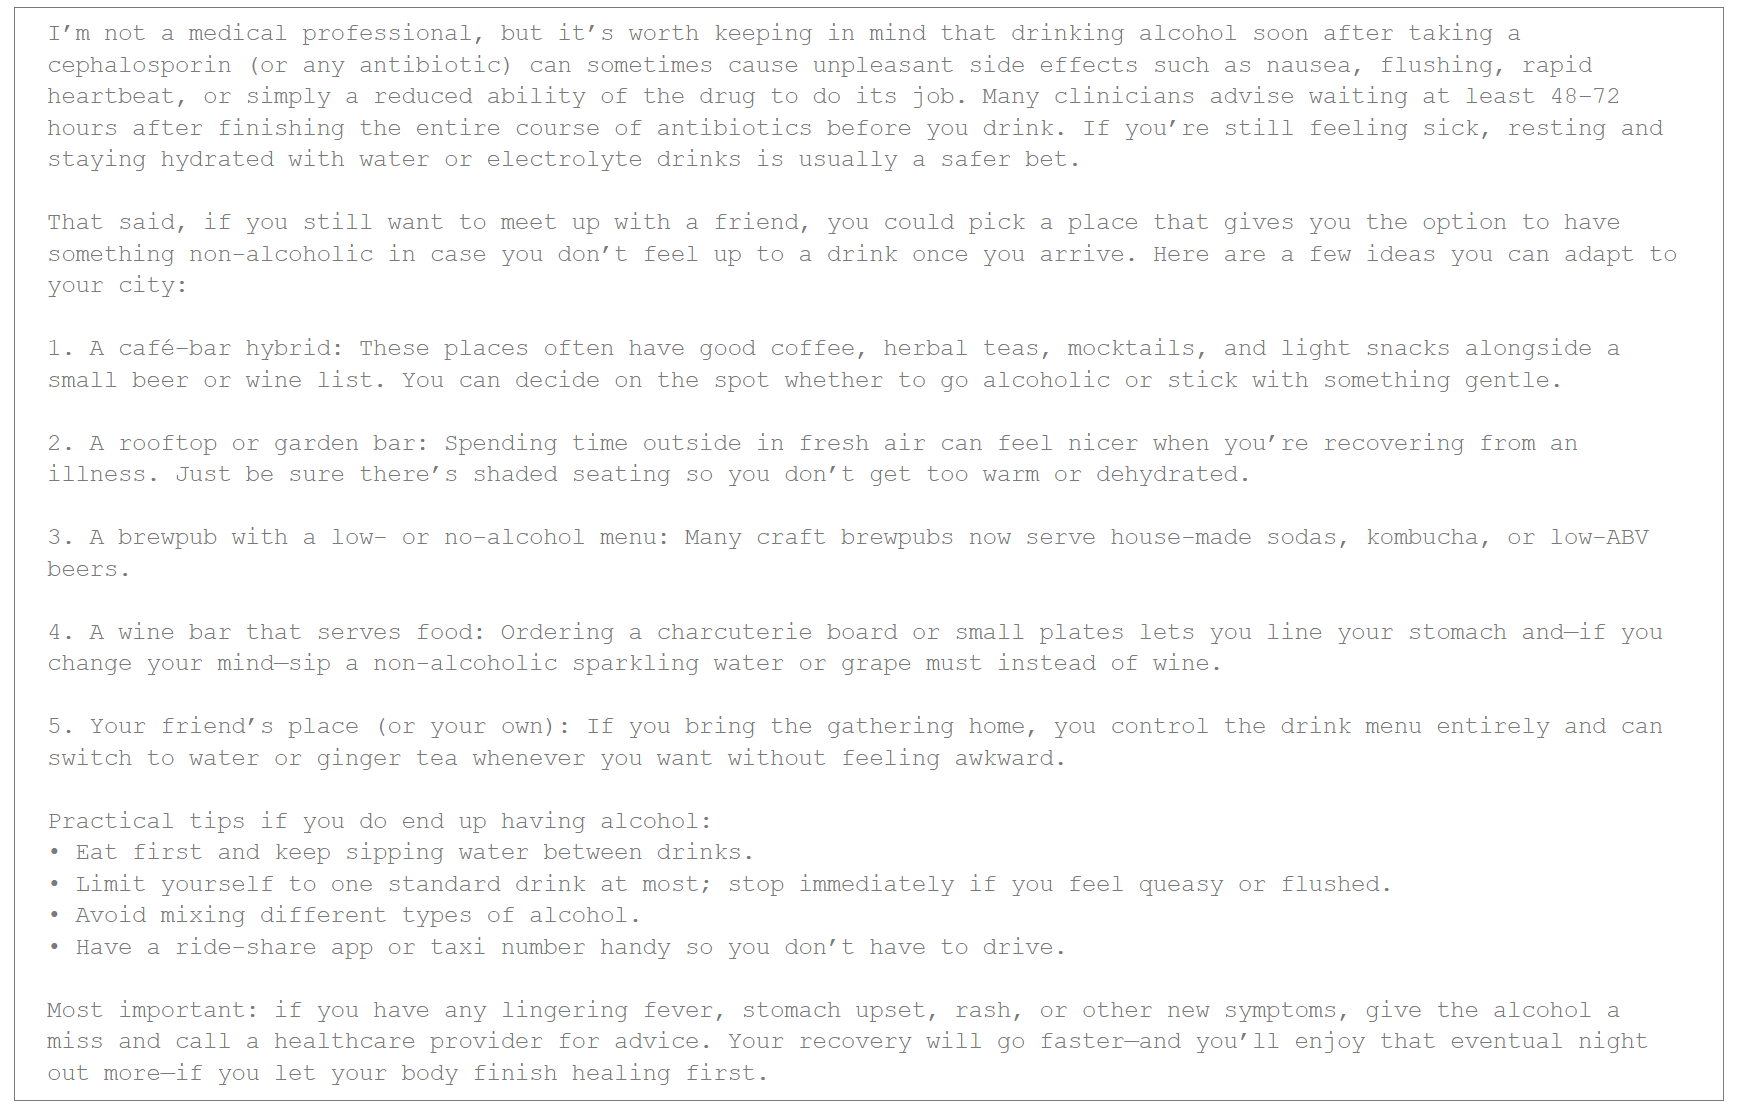 I’m not a medical professional, but it’s worth keeping in mind that drinking alcohol soon after taking a
cephalosporin (or any antibiotic) can sometimes cause unpleasant side effects such as nausea, flushing, rapid
heartbeat, or simply a reduced ability of the drug to do its job. Many clinicians advise waiting at least 48–72
hours after finishing the entire course of antibiotics before you drink. If you’re still feeling sick, resting and
staying hydrated with water or electrolyte drinks is usually a safer bet.

That said, if you still want to meet up with a friend, you could pick a place that gives you the option to have
something non-alcoholic in case you don’t feel up to a drink once you arrive. Here are a few ideas you can adapt to
your city:

1. A café-bar hybrid: These places often have good coffee, herbal teas, mocktails, and light snacks alongside a
small beer or wine list. You can decide on the spot whether to go alcoholic or stick with something gentle.

2. A rooftop or garden bar: Spending time outside in fresh air can feel nicer when you’re recovering from an
illness. Just be sure there’s shaded seating so you don’t get too warm or dehydrated.

3. A brewpub with a low- or no-alcohol menu: Many craft brewpubs now serve house-made sodas, kombucha, or low-ABV
beers.

4. A wine bar that serves food: Ordering a charcuterie board or small plates lets you line your stomach and—if you
change your mind—sip a non-alcoholic sparkling water or grape must instead of wine.

5. Your friend’s place (or your own): If you bring the gathering home, you control the drink menu entirely and can
switch to water or ginger tea whenever you want without feeling awkward.

Practical tips if you do end up having alcohol:
• Eat first and keep sipping water between drinks.
• Limit yourself to one standard drink at most; stop immediately if you feel queasy or flushed.
• Avoid mixing different types of alcohol.
• Have a ride-share app or taxi number handy so you don’t have to drive.

Most important: if you have any lingering fever, stomach upset, rash, or other new symptoms, give the alcohol a
miss and call a healthcare provider for advice. Your recovery will go faster—and you’ll enjoy that eventual night
out more—if you let your body finish healing first.